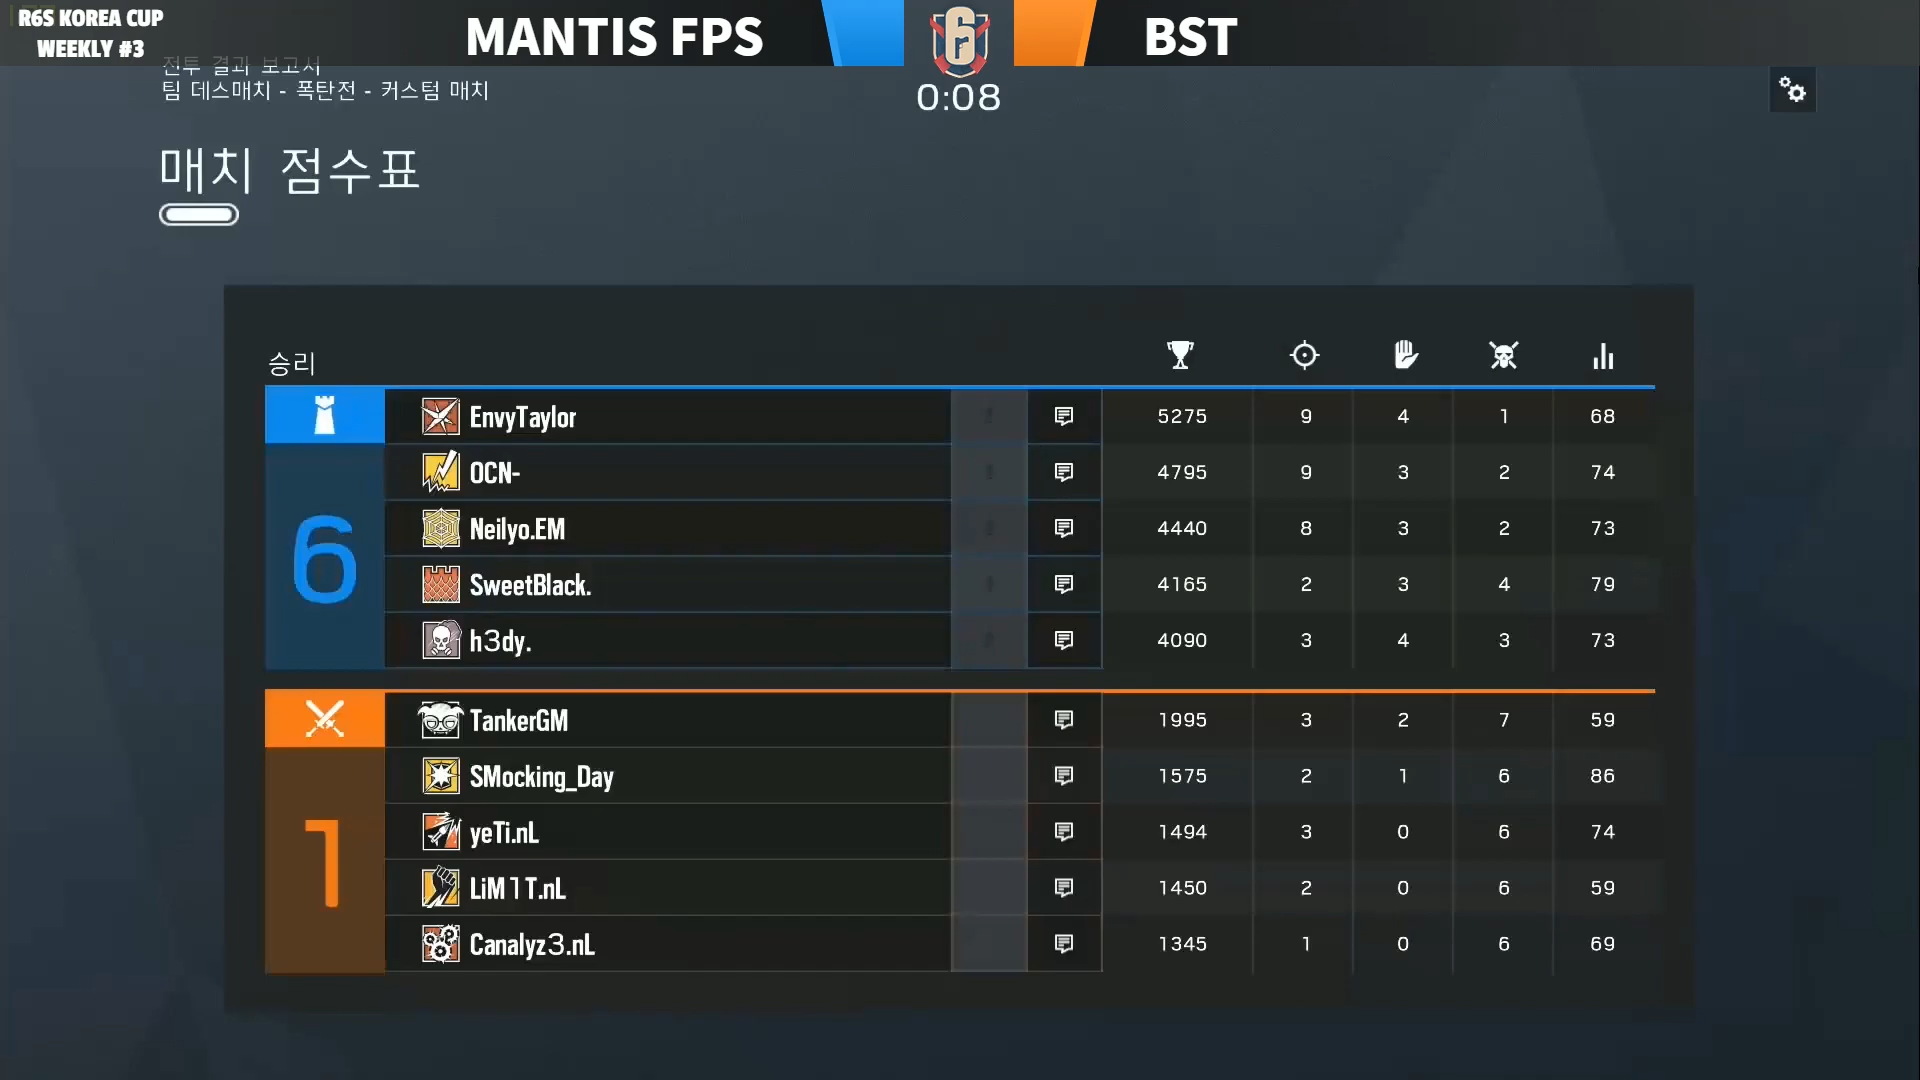 R6S KOREA CUP
WEEKLY #3
MANTIS FPS
BST
전투 결과 보고서
팀 데스매치 - 폭탄전 - 커스텀 매치
0:08
매치 점수표
승리
EnvyTaylor 5275 9 4 1 68
OCN- 4795 9 3 2 74
Neilyo.EM 4440 8 3 2 73
SweetBlack. 4165 2 3 4 79
h3dy. 4090 3 4 3 73
6
TankerGM 1995 3 2 7 59
SMocking_Day 1575 2 1 6 86
yeTi.nL 1494 3 0 6 74
LiM1T.nL 1450 2 0 6 59
Canalyz3.nL 1345 1 0 6 69
1